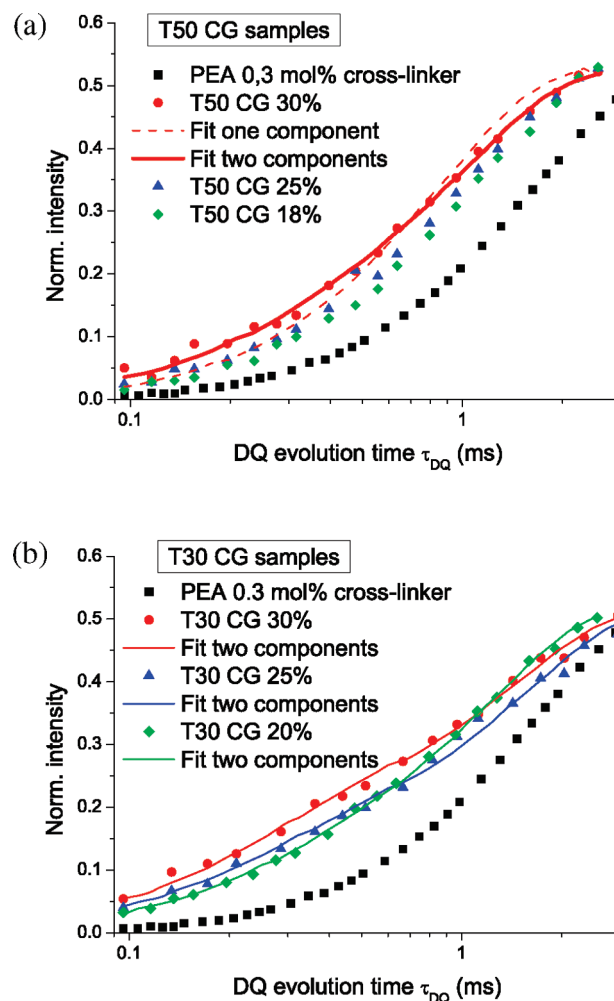 (a)
T50 CG samples
PEA 0,3 mol% cross-linker
T50 CG 30%
Fit one component
Fit two components
T50 CG 25%
T50 CG 18%
0.6
0.5
0.4
0.3
0.2
0.1
0.0
Norm. intensity
0.1
1
DQ evolution time τDQ (ms)
(b)
T30 CG samples
PEA 0.3 mol% cross-linker
T30 CG 30%
Fit two components
T30 CG 25%
Fit two components
T30 CG 20%
Fit two components
0.6
0.5
0.4
0.3
0.2
0.1
0.0
Norm. intensity
0.1
1
DQ evolution time τDQ (ms)